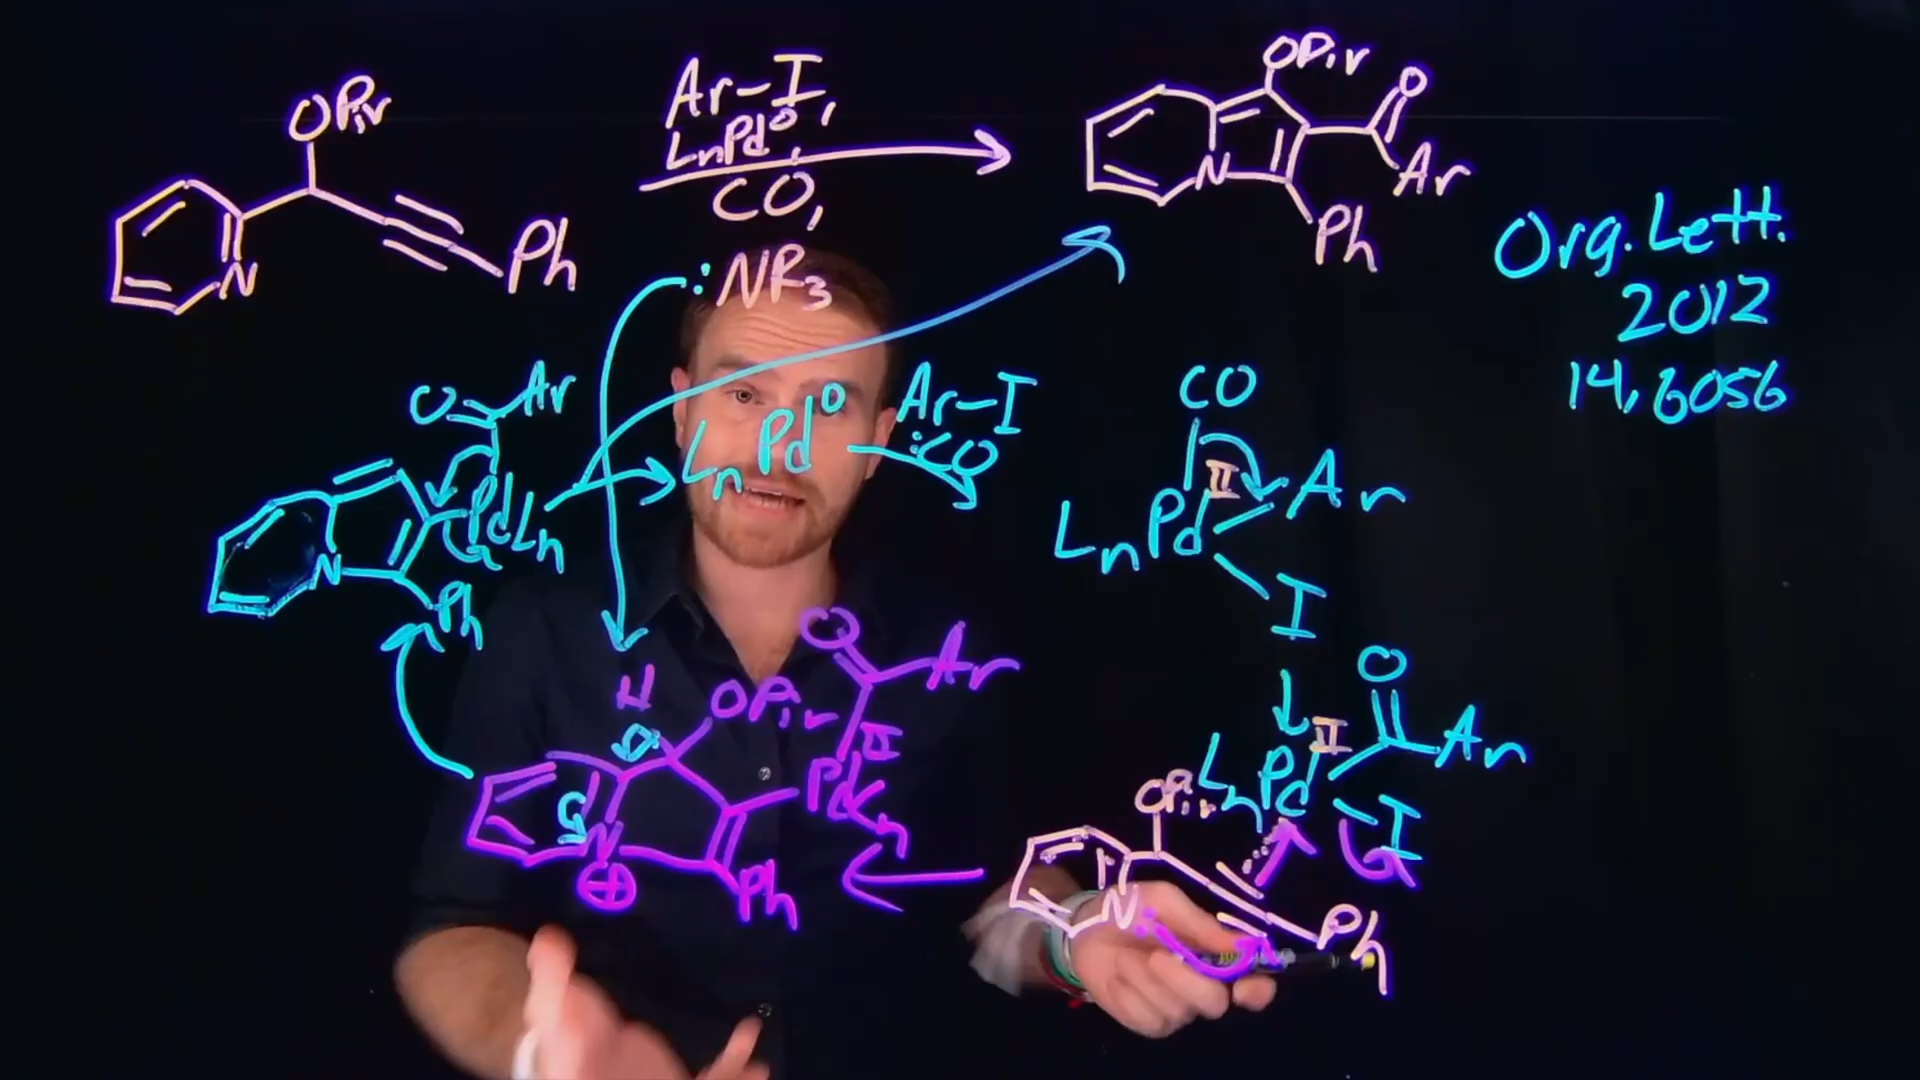 OPiv
N
Ph
Ar-I,
LnPd⁰,
CO,
:NR₃
OPiv
O
Ar
N
Ph
Org. Lett.
2012
14, 6056
O Ar
PdLn
N
Ph
LnPd⁰
Ar-I
:CO
CO
LnPd II Ar
I
O
LnPd II Ar
I
OPiv
N:
Ph
O
Ar
H OPiv
II
PdLn
N
⊕
Ph